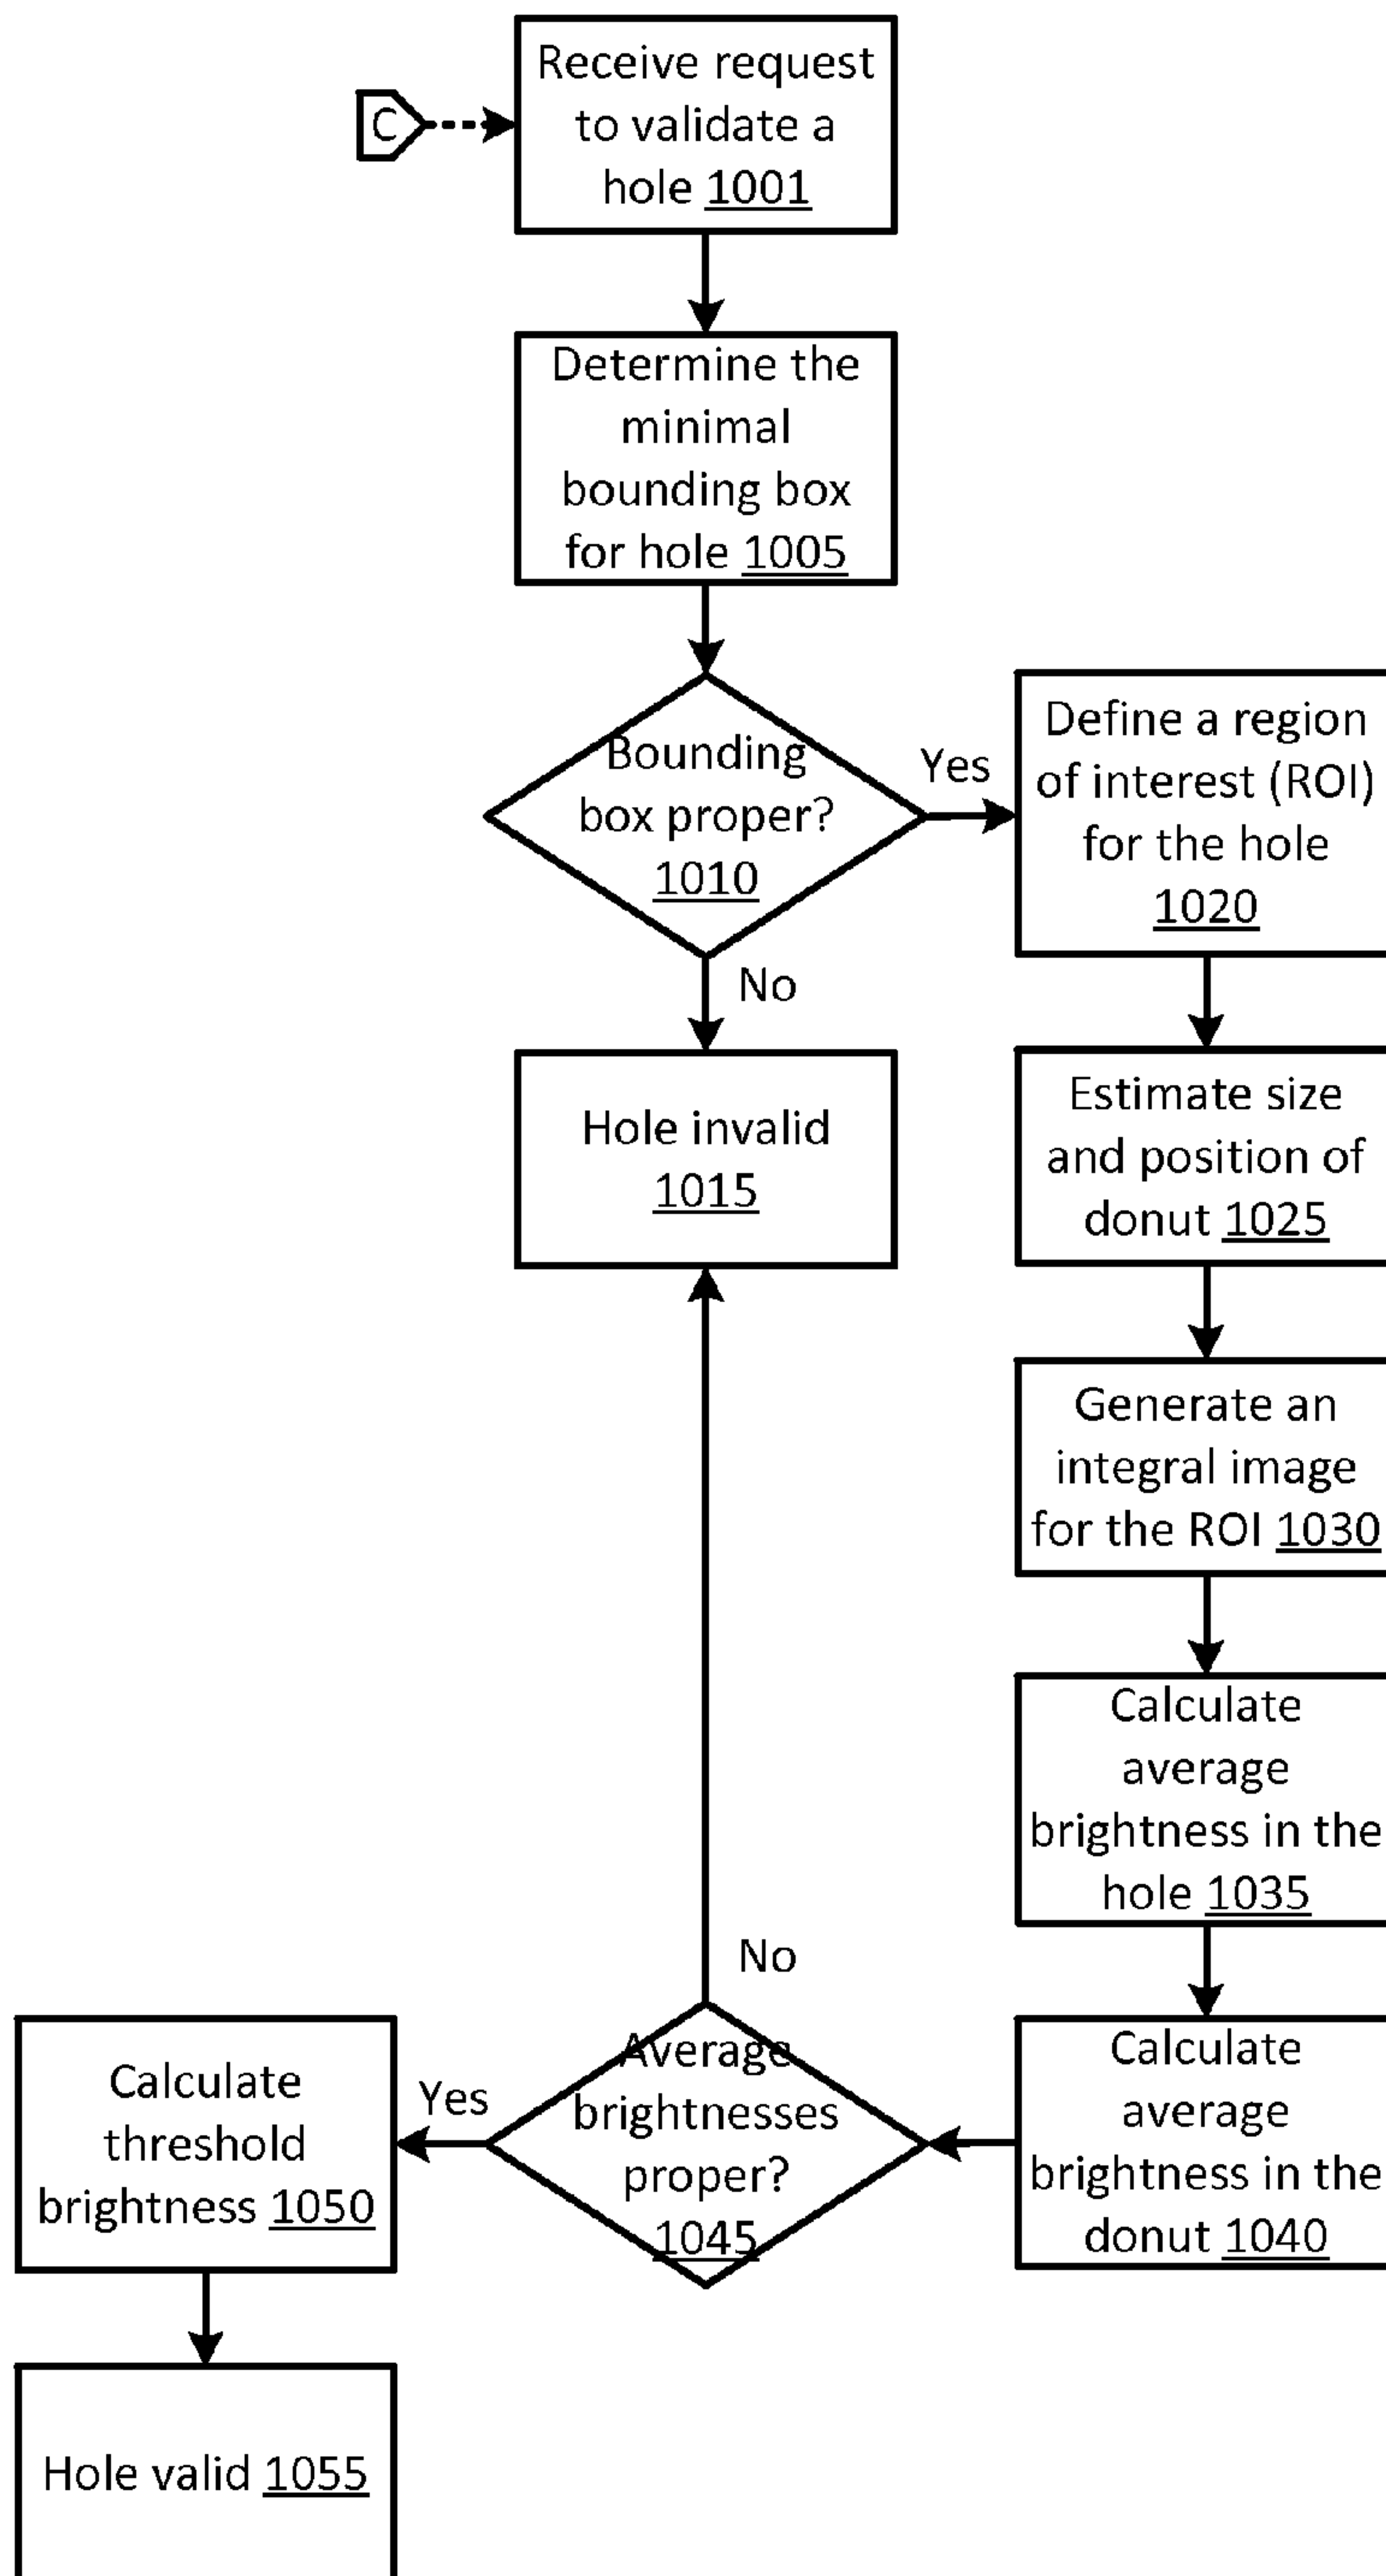 Receive request
to validate a
hole 1001
C
Determine the
minimal
bounding box
for hole 1005
Bounding
box proper?
1010
Yes
No
Define a region
of interest (ROI)
for the hole
1020
Hole invalid
1015
Estimate size
and position of
donut 1025
Generate an
integral image
for the ROI 1030
Calculate
average
brightness in the
hole 1035
Calculate
average
brightness in the
donut 1040
No
Average
brightnesses
proper?
1045
Yes
Calculate
threshold
brightness 1050
Hole valid 1055